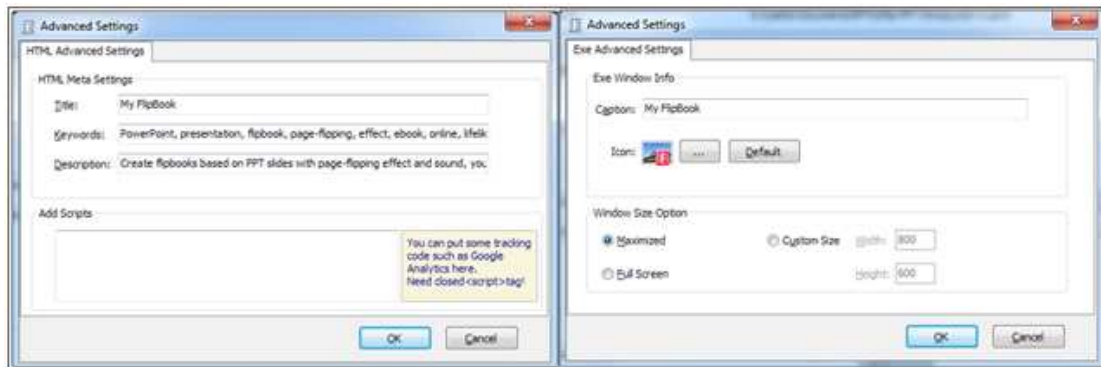 Advanced Settings
HTML Advanced Settings
HTML Meta Settings
Title: My FlipBook
Keywords: PowerPoint, presentation, flipbook, page-flipping, effect, ebook, online, lifelik
Description: Create flipbooks based on PPT slides with page-flipping effect and sound, you
Add Scripts
You can put some tracking
code such as Google
Analytics here.
Need closed <script>tag!
OK Cancel
Advanced Settings
Exe Advanced Settings
Exe Window Info
Caption: My FlipBook
Icon: ... Default
Window Size Option
Maximized Custom Size Width: 800
Full Screen Height: 600
OK Cancel